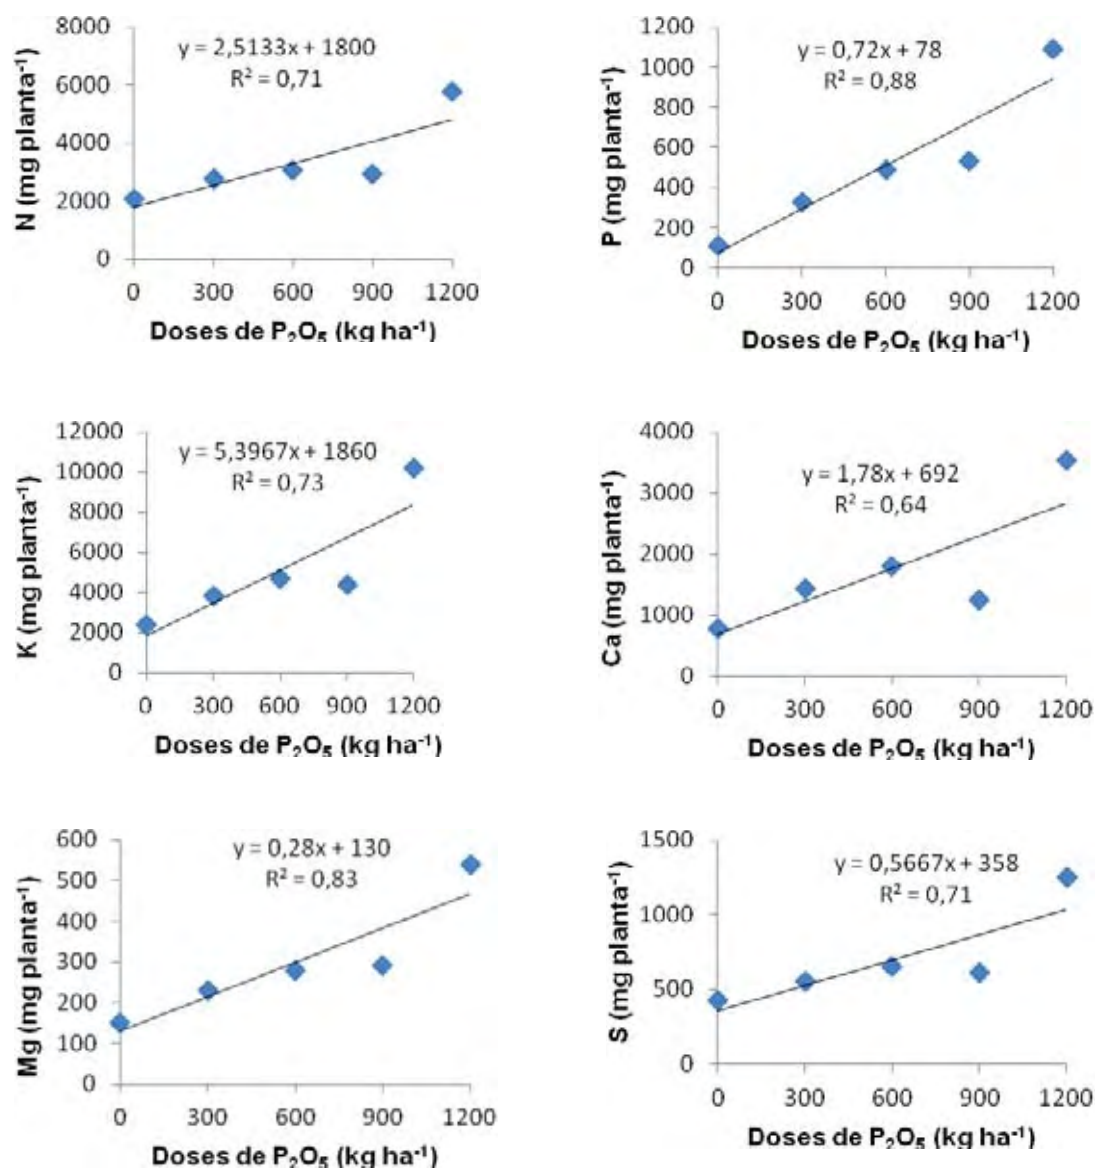 N (mg planta⁻¹)
8000
6000
4000
2000
0
y = 2,5133x + 1800
R² = 0,71
0 300 600 900 1200
Doses de P₂O₅ (kg ha⁻¹)
P (mg planta⁻¹)
1200
1000
800
600
400
200
0
y = 0,72x + 78
R² = 0,88
0 300 600 900 1200
Doses de P₂O₅ (kg ha⁻¹)
K (mg planta⁻¹)
12000
10000
8000
6000
4000
2000
0
y = 5,3967x + 1860
R² = 0,73
0 300 600 900 1200
Doses de P₂O₅ (kg ha⁻¹)
Ca (mg planta⁻¹)
4000
3000
2000
1000
0
y = 1,78x + 692
R² = 0,64
0 300 600 900 1200
Doses de P₂O₅ (kg ha⁻¹)
Mg (mg planta⁻¹)
600
500
400
300
200
100
0
y = 0,28x + 130
R² = 0,83
0 300 600 900 1200
Doses de P₂O₅ (kg ha⁻¹)
S (mg planta⁻¹)
1500
1000
500
0
y = 0,5667x + 358
R² = 0,71
0 300 600 900 1200
Doses de P₂O₅ (kg ha⁻¹)